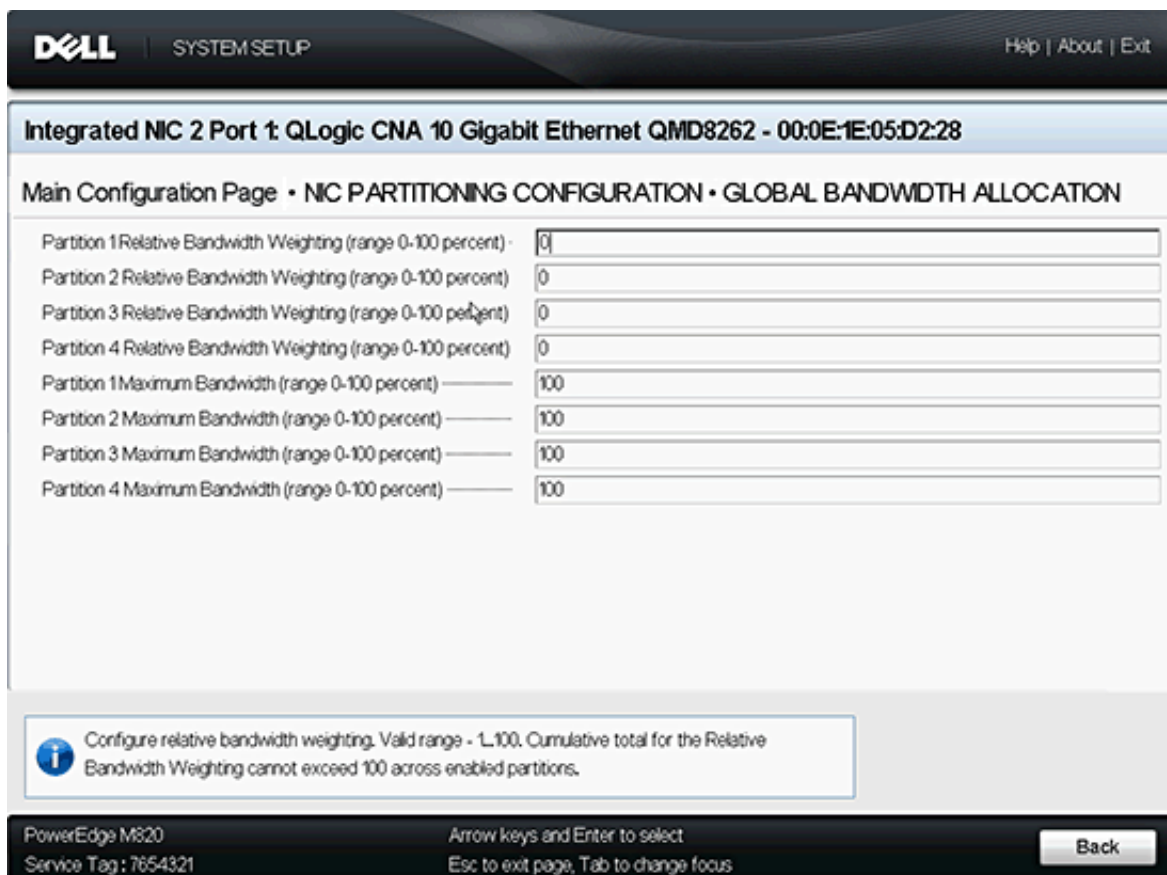 DELL
SYSTEM SETUP
Help | About | Exit
Integrated NIC 2 Port 1: QLogic CNA 10 Gigabit Ethernet QMD8262 - 00:0E:1E:05:D2:28
Main Configuration Page • NIC PARTITIONING CONFIGURATION • GLOBAL BANDWIDTH ALLOCATION
Partition 1 Relative Bandwidth Weighting (range 0-100 percent) 0
Partition 2 Relative Bandwidth Weighting (range 0-100 percent) 0
Partition 3 Relative Bandwidth Weighting (range 0-100 percent) 0
Partition 4 Relative Bandwidth Weighting (range 0-100 percent) 0
Partition 1 Maximum Bandwidth (range 0-100 percent) 100
Partition 2 Maximum Bandwidth (range 0-100 percent) 100
Partition 3 Maximum Bandwidth (range 0-100 percent) 100
Partition 4 Maximum Bandwidth (range 0-100 percent) 100
Configure relative bandwidth weighting. Valid range - 1...100. Cumulative total for the Relative
Bandwidth Weighting cannot exceed 100 across enabled partitions.
PowerEdge M820
Service Tag : 7654321
Arrow keys and Enter to select
Esc to exit page, Tab to change focus
Back